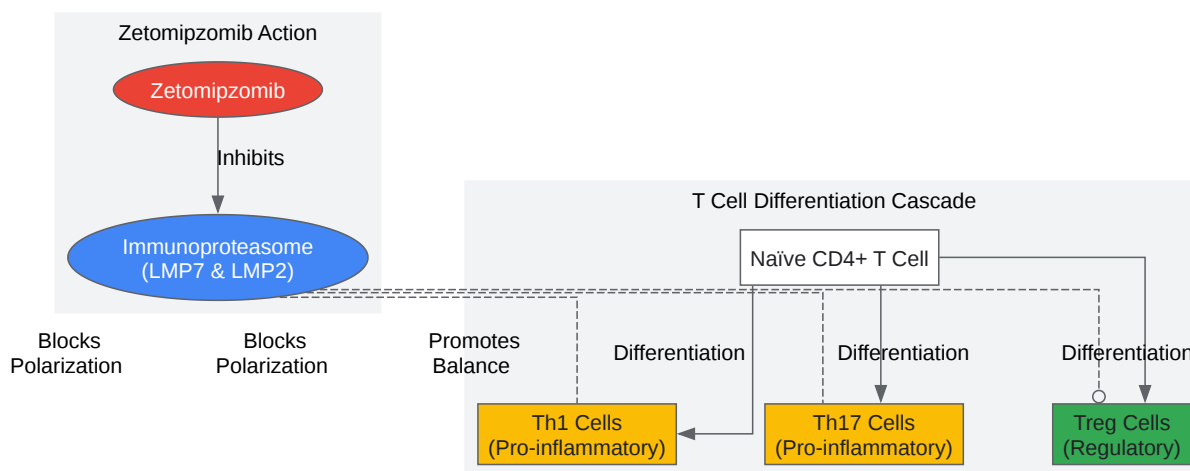 Zetomipzomib Action
Zetomipzomib
Inhibits
Immunoproteasome
(LMP7 & LMP2)
T Cell Differentiation Cascade
Naïve CD4+ T Cell
Blocks
Polarization
Blocks
Polarization
Promotes
Balance
Differentiation
Differentiation
Differentiation
Th1 Cells
(Pro-inflammatory)
Th17 Cells
(Pro-inflammatory)
Treg Cells
(Regulatory)